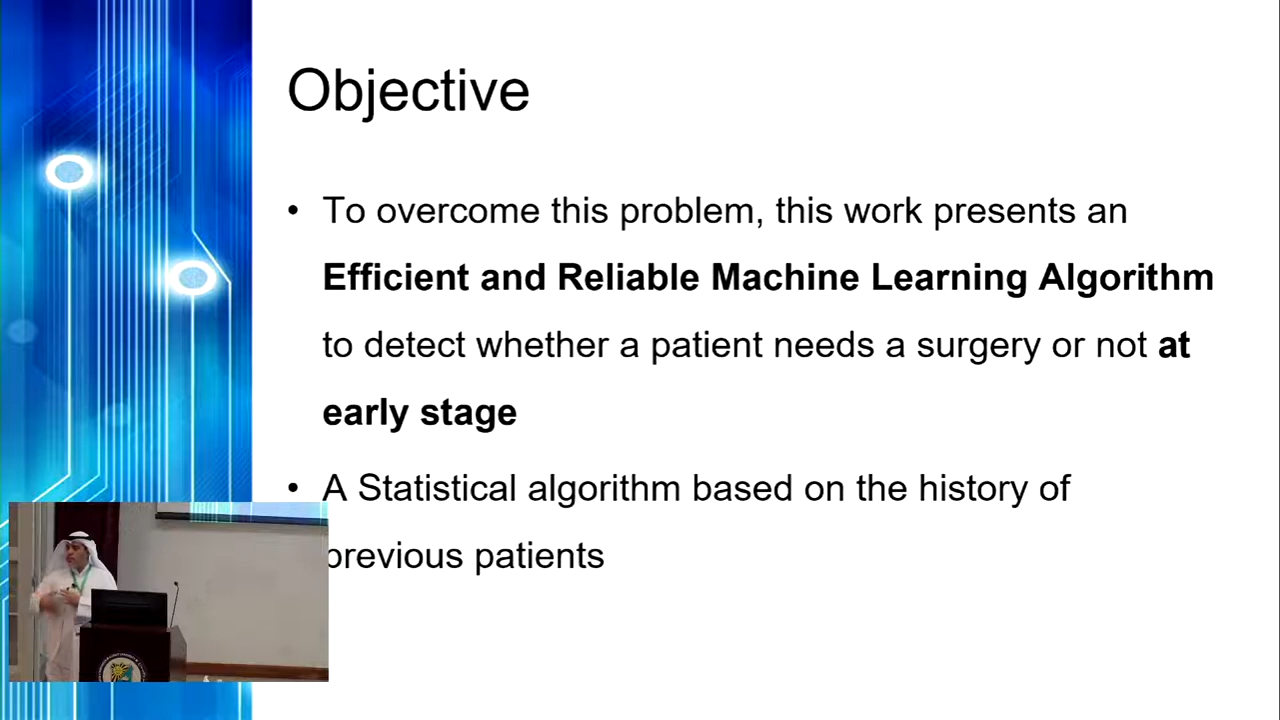 Objective
• To overcome this problem, this work presents an
Efficient and Reliable Machine Learning Algorithm
to detect whether a patient needs a surgery or not at
early stage
• A Statistical algorithm based on the history of
previous patients